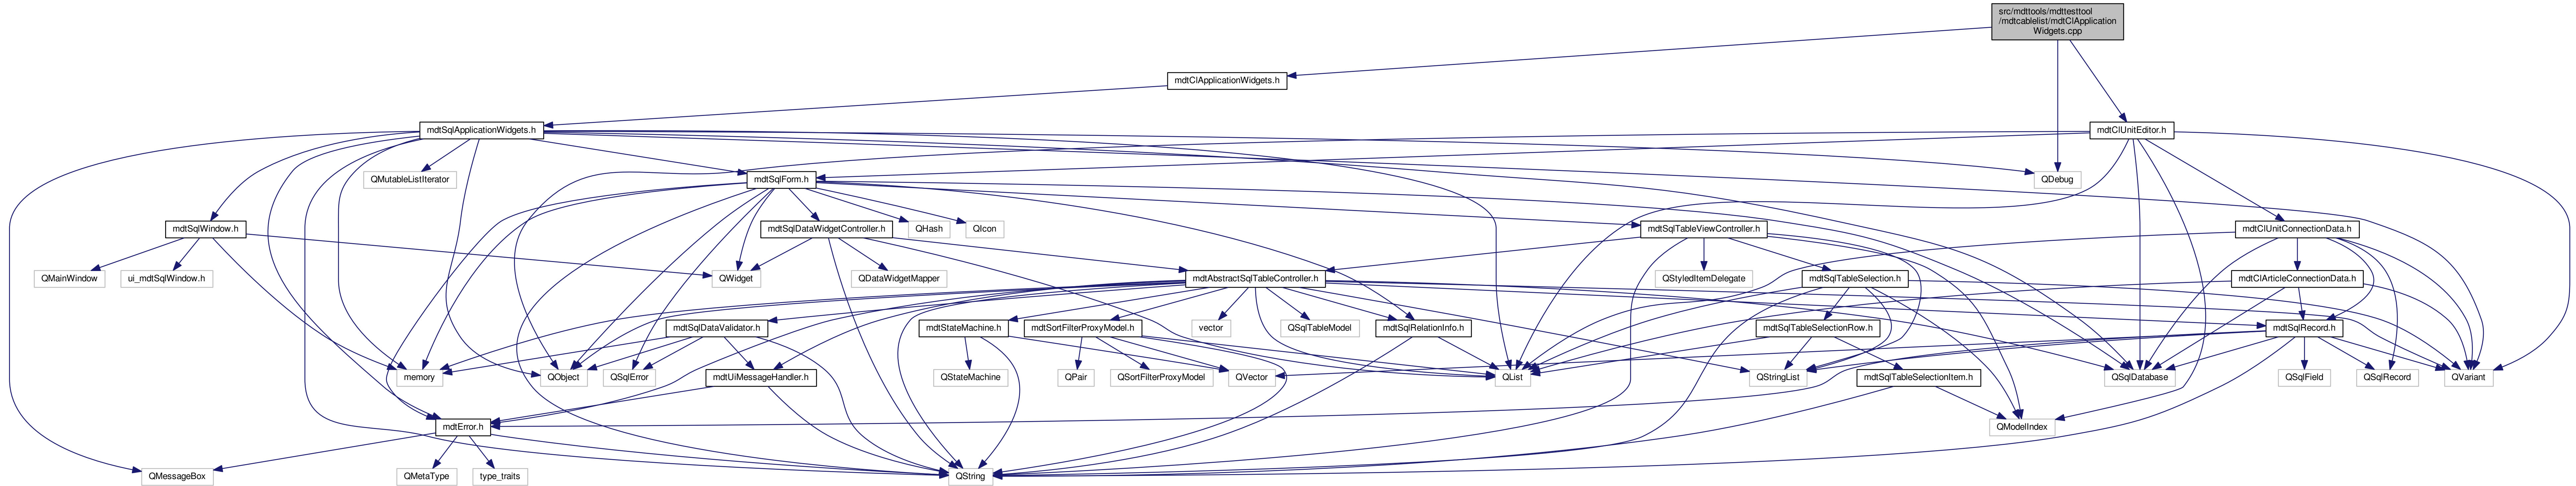 src/mdttools/mdttesttool
/mdtcablelist/mdtClApplication
Widgets.cpp
mdtClApplicationWidgets.h
mdtSqlApplicationWidgets.h
mdtClUnitEditor.h
QMutableListIterator
mdtSqlForm.h
QDebug
mdtSqlWindow.h
mdtSqlDataWidgetController.h
QHash
QIcon
mdtSqlTableViewController.h
mdtClUnitConnectionData.h
QMainWindow
ui_mdtSqlWindow.h
QWidget
QDataWidgetMapper
mdtAbstractSqlTableController.h
QStyledItemDelegate
mdtSqlTableSelection.h
mdtClArticleConnectionData.h
mdtSqlDataValidator.h
mdtStateMachine.h
mdtSortFilterProxyModel.h
vector
QSqlTableModel
mdtSqlRelationInfo.h
mdtSqlTableSelectionRow.h
mdtSqlRecord.h
memory
QObject
QSqlError
mdtUiMessageHandler.h
QStateMachine
QPair
QSortFilterProxyModel
QVector
QList
QStringList
mdtSqlTableSelectionItem.h
QSqlDatabase
QSqlField
QSqlRecord
QVariant
mdtError.h
QModelIndex
QMessageBox
QMetaType
type_traits
QString